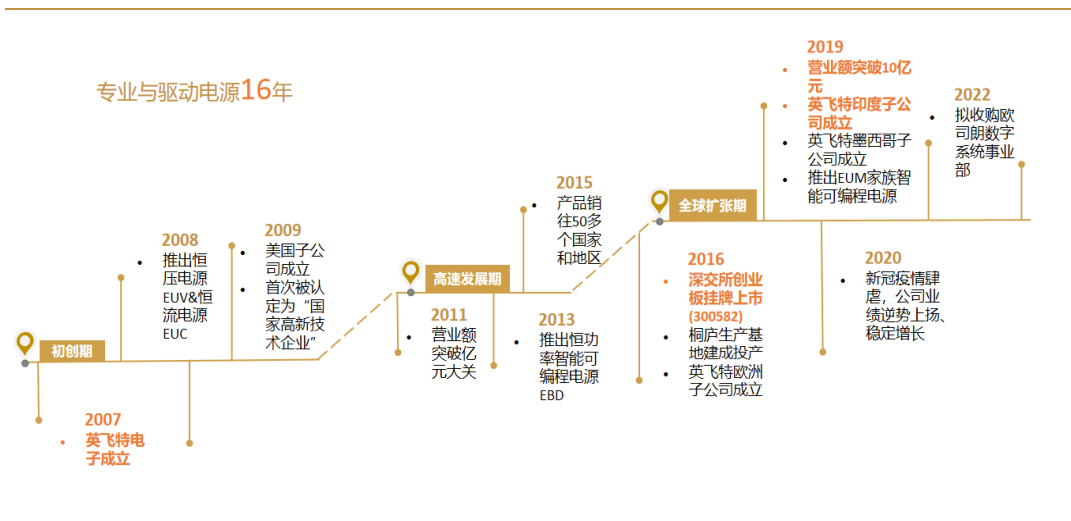 专业与驱动电源16年
初创期
2007
• 英飞特电
子成立
2008
• 推出恒
压电源
EUV&恒
流电源
EUC
2009
• 美国子公
司成立
• 首次被认
定为“国
家高新技
术企业”
高速发展期
2011
• 营业额
突破亿
元大关
2013
• 推出恒功
率智能可
编程电源
EBD
2015
• 产品销
往50多
个国家
和地区
全球扩张期
2016
• 深交所创业
板挂牌上市
(300582)
• 桐庐生产基
地建成投产
• 英飞特欧洲
子公司成立
2019
• 营业额突破10亿
元
• 英飞特印度子公
司成立
• 英飞特墨西哥子
公司成立
• 推出EUM家族智
能可编程电源
2020
• 新冠疫情肆
虐，公司业
绩逆势上扬、
稳定增长
2022
• 拟收购欧
司朗数字
系统事业
部